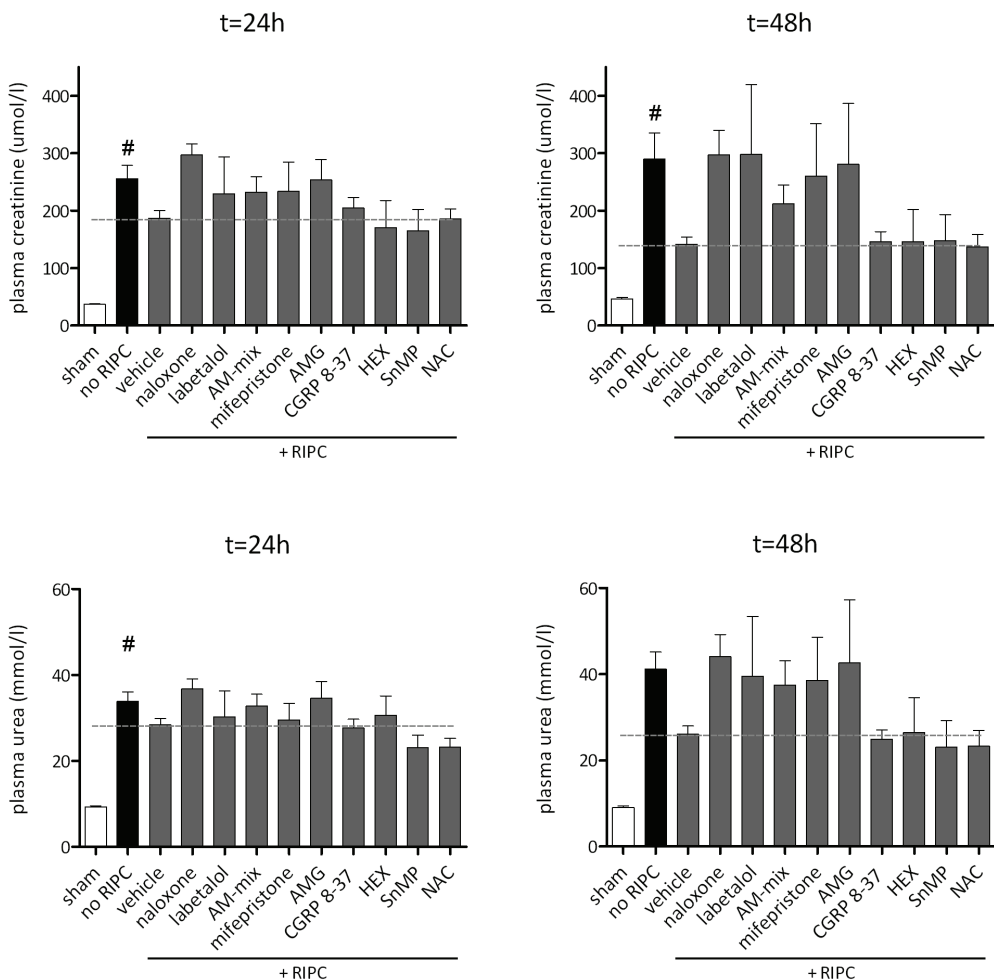 t=24h
plasma creatinine (umol/l)
400
300
200
100
0
#
sham
no RIPC
vehicle
naloxone
labetalol
AM-mix
mifepristone
AMG
CGRP 8-37
HEX
SnMP
NAC
+ RIPC
t=48h
plasma creatinine (umol/l)
400
300
200
100
0
#
sham
no RIPC
vehicle
naloxone
labetalol
AM-mix
mifepristone
AMG
CGRP 8-37
HEX
SnMP
NAC
+ RIPC
t=24h
plasma urea (mmol/l)
60
40
20
0
#
sham
no RIPC
vehicle
naloxone
labetalol
AM-mix
mifepristone
AMG
CGRP 8-37
HEX
SnMP
NAC
+ RIPC
t=48h
plasma urea (mmol/l)
60
40
20
0
sham
no RIPC
vehicle
naloxone
labetalol
AM-mix
mifepristone
AMG
CGRP 8-37
HEX
SnMP
NAC
+ RIPC